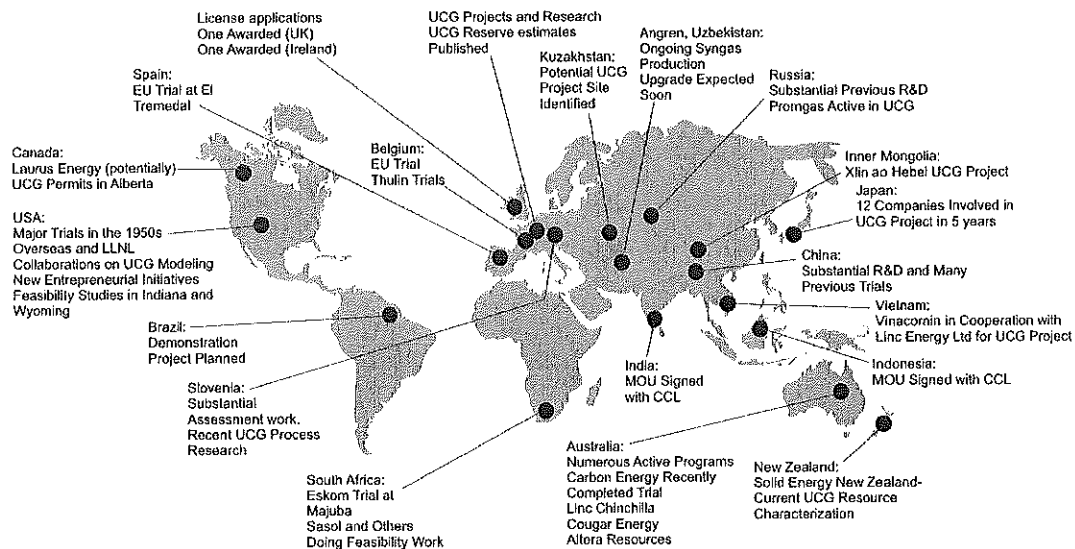 License applications
One Awarded (UK)
One Awarded (Ireland)
UCG Projects and Research
UCG Reserve estimates
Published
Kazakhstan:
Potential UCG
Project Site
Identified
Angren, Uzbekistan:
Ongoing Syngas
Production
Upgrade Expected
Soon
Russia:
Substantial Previous R&D
Promgas Active in UCG
Spain:
EU Trial at El
Tremedal
Belgium:
EU Trial
Thulin Trials
Canada:
Laurus Energy (potentially)
UCG Permits in Alberta
Inner Mongolia:
Xlin ao Hebel UCG Project
Japan:
12 Companies Involved in
UCG Project in 5 years
USA:
Major Trials in the 1950s
Overseas and LLNL
Collaborations on UCG Modeling
New Entrepreneurial Initiatives
Feasibility Studies in Indiana and
Wyoming
China:
Substantial R&D and Many
Previous Trials
Vietnam:
Vinacornin in Cooperation with
Linc Energy Ltd for UCG Project
Brazil:
Demonstration
Project Planned
India:
MOU Signed
with CCL
Indonesia:
MOU Signed with CCL
Slovenia:
Substantial
Assessment work.
Recent UCG Process
Research
South Africa:
Eskom Trial at
Majuba
Sasol and Others
Doing Feasibility Work
Australia:
Numerous Active Programs
Carbon Energy Recently
Completed Trial
Linc Chinchilla
Cougar Energy
Altera Resources
New Zealand:
Solid Energy New Zealand-
Current UCG Resource
Characterization